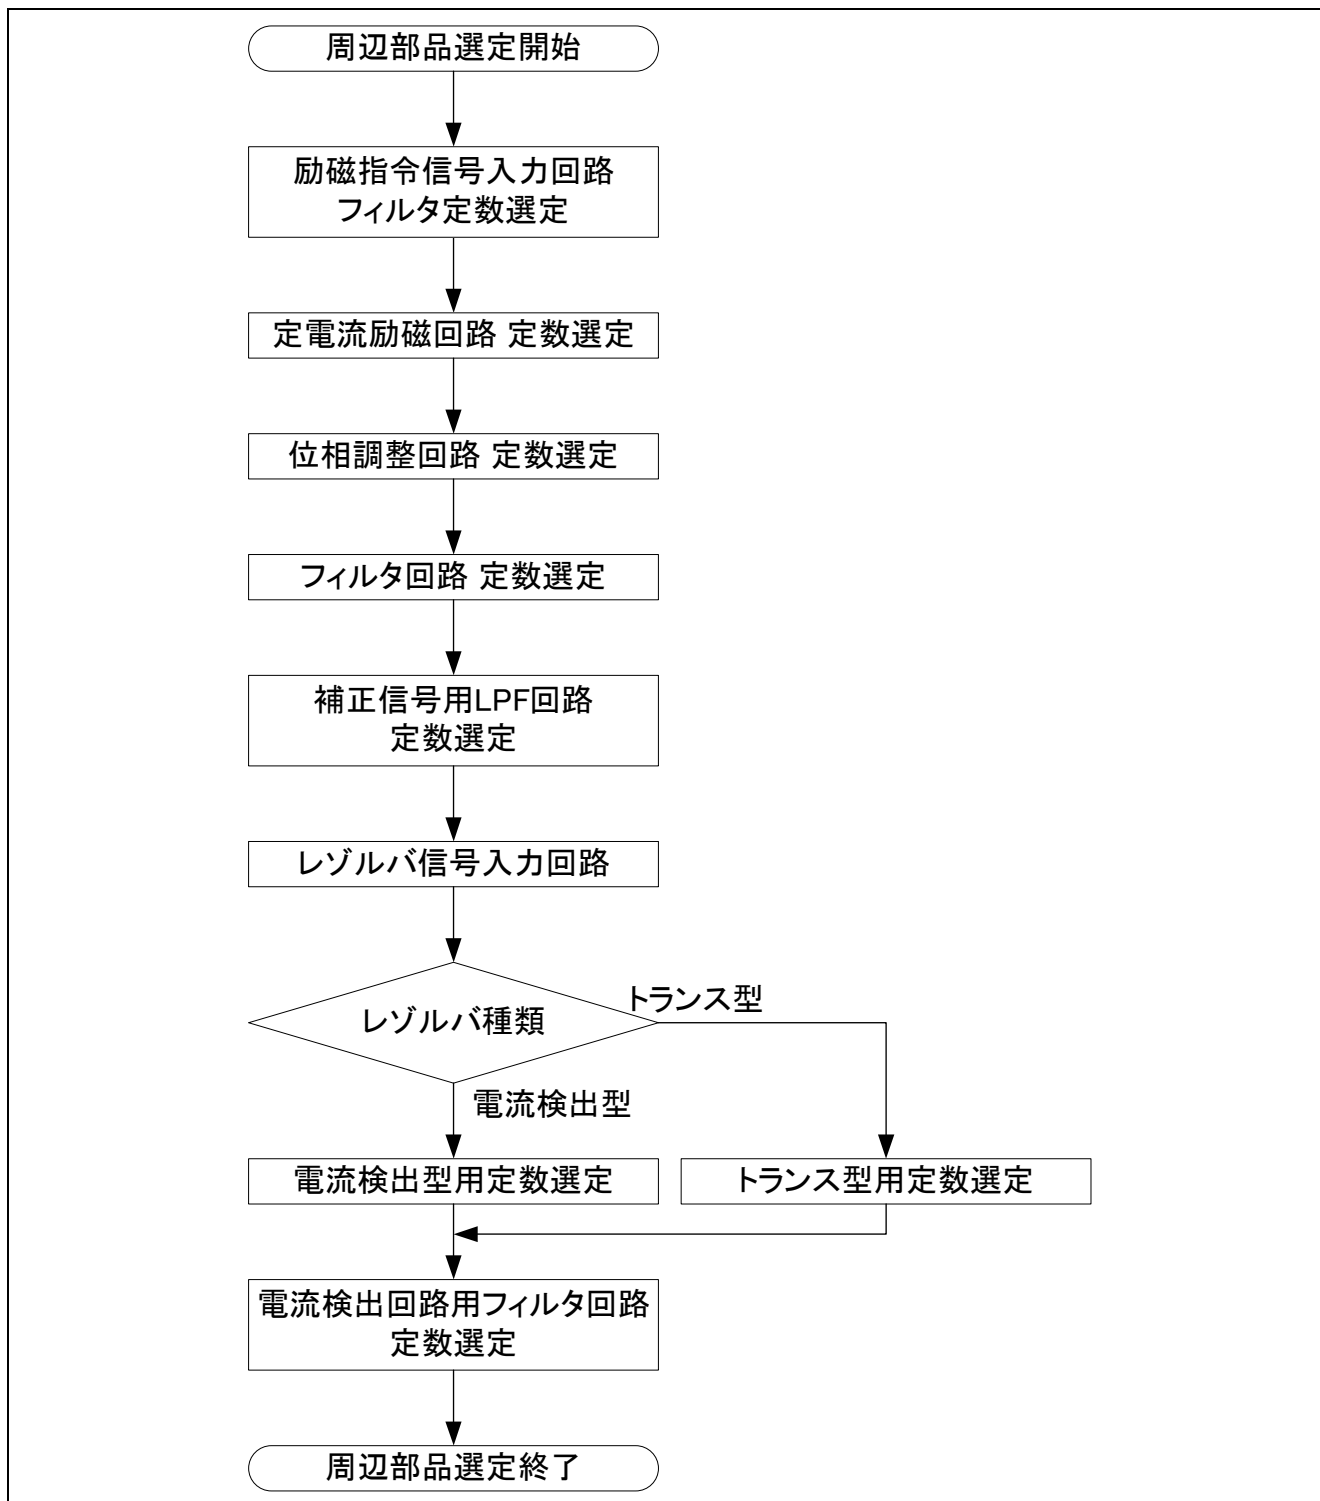 周辺部品選定開始
励磁指令信号入力回路
フィルタ定数選定
定電流励磁回路 定数選定
位相調整回路 定数選定
フィルタ回路 定数選定
補正信号用LPF回路
定数選定
レゾルバ信号入力回路
レゾルバ種類
トランス型
電流検出型
電流検出型用定数選定
トランス型用定数選定
電流検出回路用フィルタ回路
定数選定
周辺部品選定終了